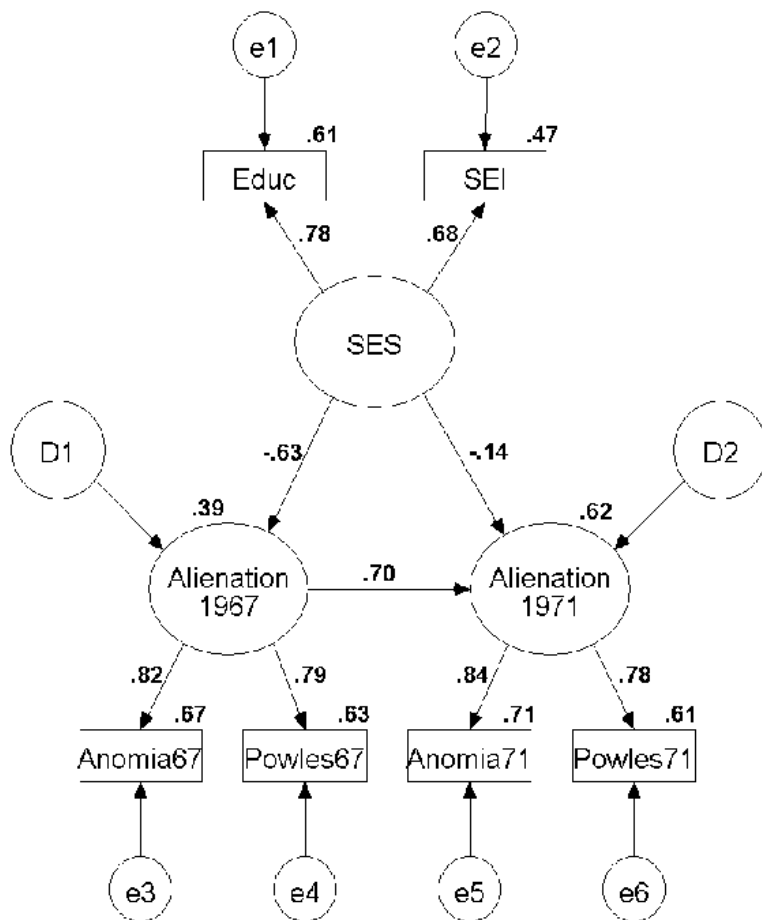 e1
e2
.61
.47
Educ
SEI
.78
.68
SES
D1
D2
-.63
-.14
.39
.62
Alienation
1967
.70
Alienation
1971
.82
.79
.84
.78
.67
.63
.71
.61
Anomia67
Powles67
Anomia71
Powles71
e3
e4
e5
e6